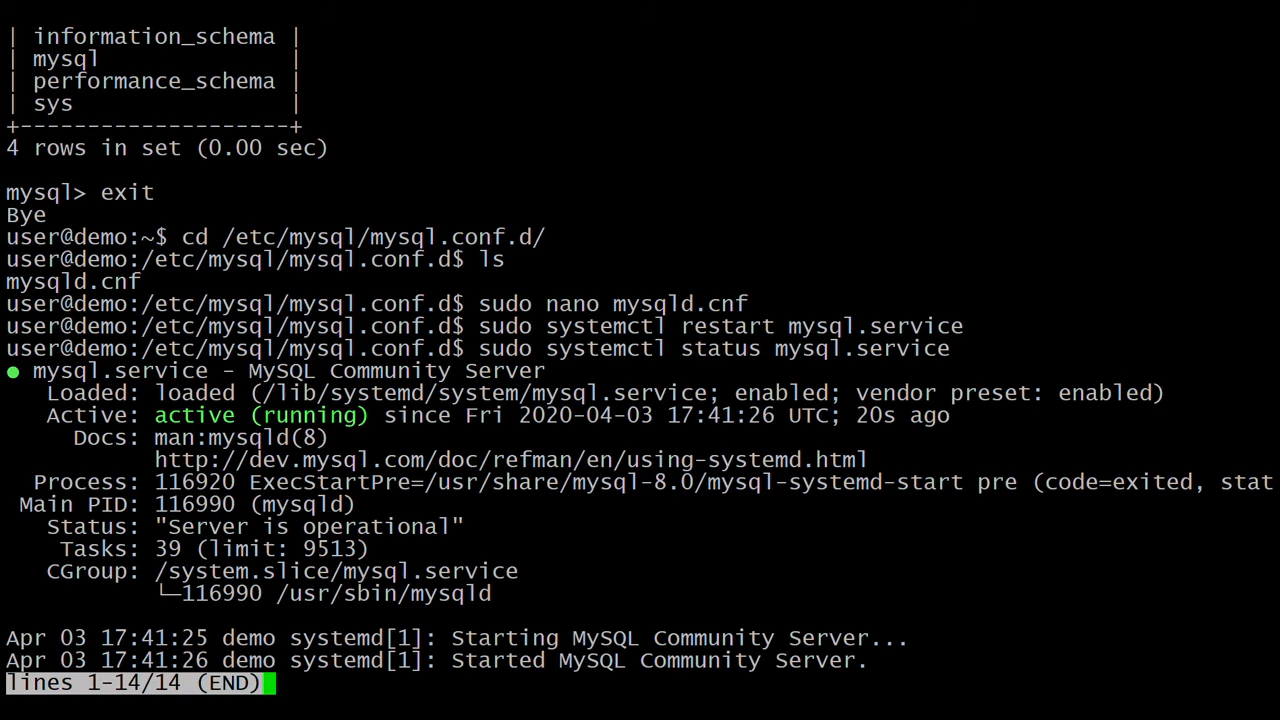 | information_schema |
| mysql              |
| performance_schema |
| sys                |
+--------------------+
4 rows in set (0.00 sec)
mysql> exit
Bye
user@demo:~$ cd /etc/mysql/mysql.conf.d/
user@demo:/etc/mysql/mysql.conf.d$ ls
mysqld.cnf
user@demo:/etc/mysql/mysql.conf.d$ sudo nano mysqld.cnf
user@demo:/etc/mysql/mysql.conf.d$ sudo systemctl restart mysql.service
user@demo:/etc/mysql/mysql.conf.d$ sudo systemctl status mysql.service
● mysql.service - MySQL Community Server
   Loaded: loaded (/lib/systemd/system/mysql.service; enabled; vendor preset: enabled)
   Active: active (running) since Fri 2020-04-03 17:41:26 UTC; 20s ago
     Docs: man:mysqld(8)
           http://dev.mysql.com/doc/refman/en/using-systemd.html
  Process: 116920 ExecStartPre=/usr/share/mysql-8.0/mysql-systemd-start pre (code=exited, stat
 Main PID: 116990 (mysqld)
   Status: "Server is operational"
    Tasks: 39 (limit: 9513)
   CGroup: /system.slice/mysql.service
           └─116990 /usr/sbin/mysqld
Apr 03 17:41:25 demo systemd[1]: Starting MySQL Community Server...
Apr 03 17:41:26 demo systemd[1]: Started MySQL Community Server.
lines 1-14/14 (END)